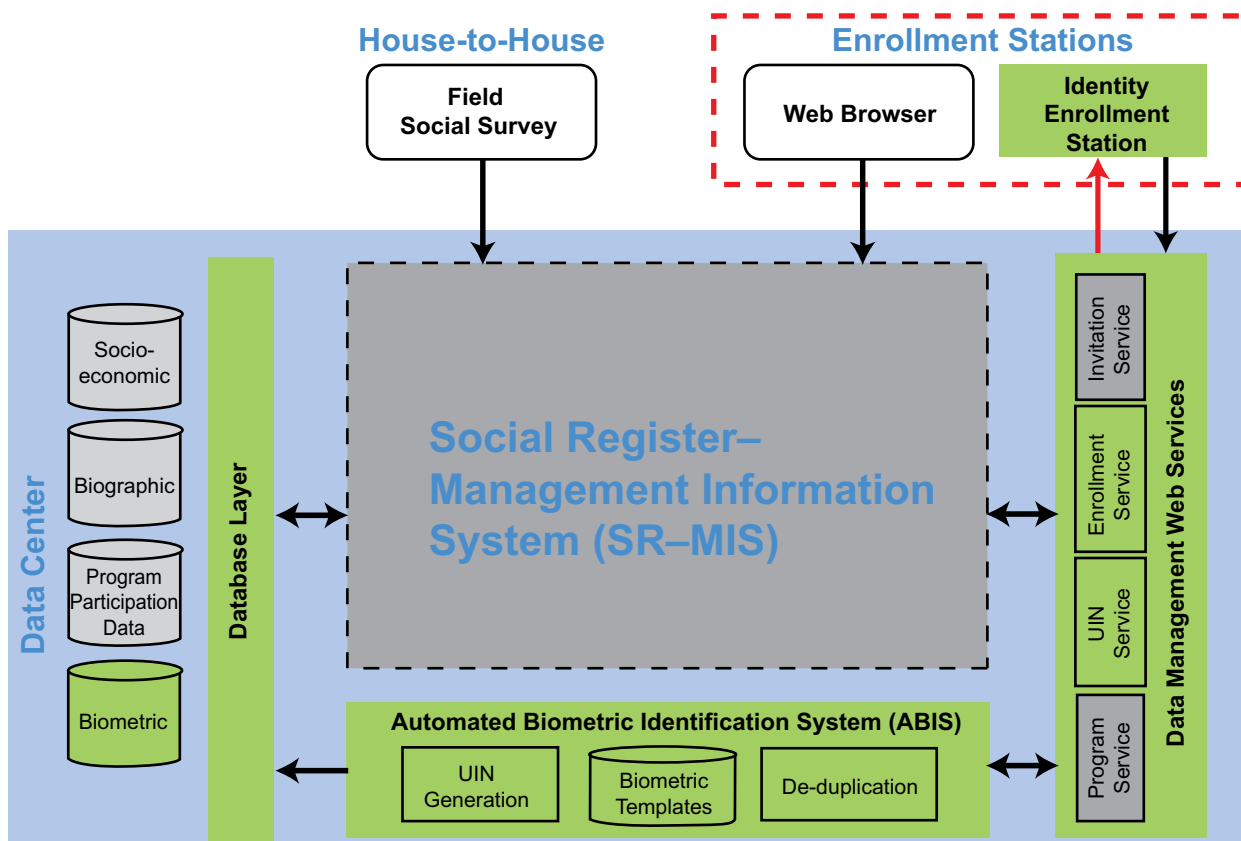 House-to-House
Field
Social Survey
Enrollment Stations
Web Browser
Identity
Enrollment
Station
Data Center
Socio-
economic
Biographic
Program
Participation
Data
Biometric
Database Layer
Social Register–
Management Information
System (SR–MIS)
Automated Biometric Identification System (ABIS)
UIN
Generation
Biometric
Templates
De-duplication
Invitation
Service
Enrollment
Service
UIN
Service
Program
Service
Data Management Web Services